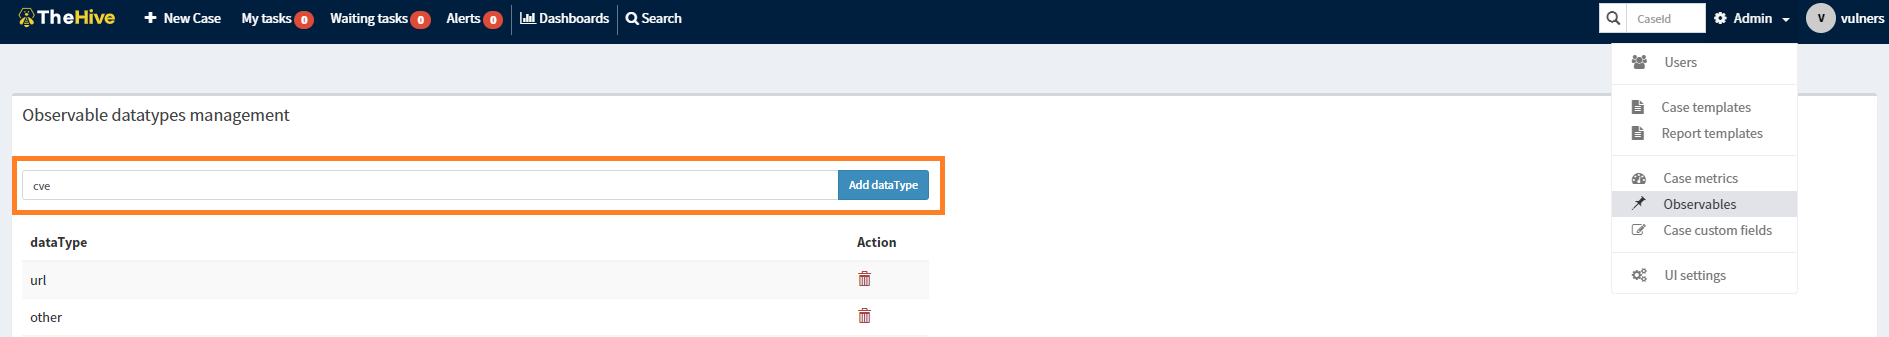 TheHive + New Case My tasks 0 Waiting tasks 0 Alerts 0 Dashboards Search CaseId Admin V vulners
Users
Case templates
Report templates
Case metrics
Observables
Case custom fields
UI settings
Observable datatypes management
cve Add dataType
dataType Action
url
other